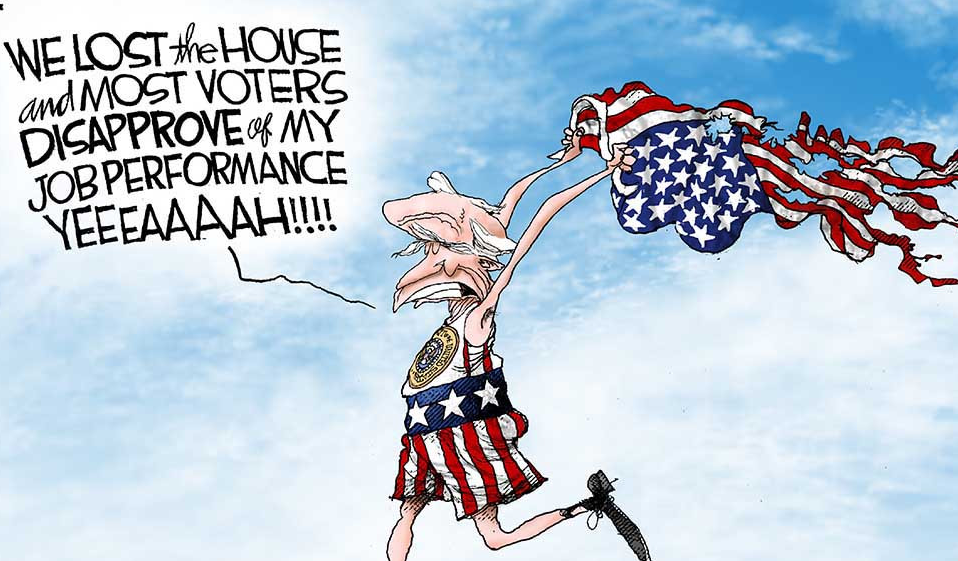 WE LOST the HOUSE
and MOST VOTERS
DISAPPROVE of MY
JOB PERFORMANCE
YEEEAAAAH!!!!